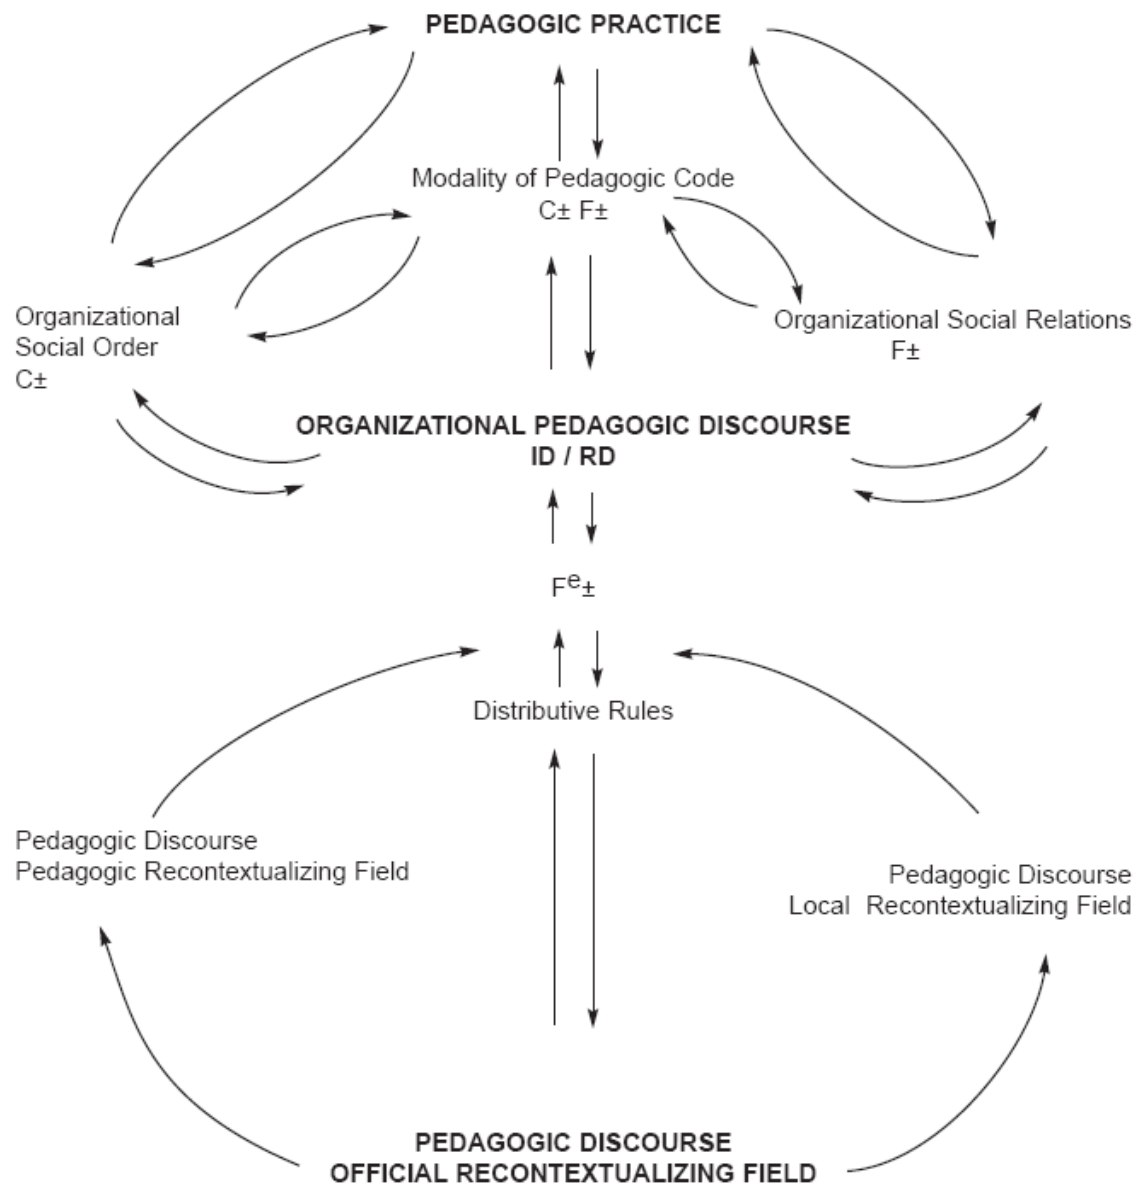 PEDAGOGIC PRACTICE
Modality of Pedagogic Code
C± F±
Organizational
Social Order
C±
Organizational Social Relations
F±
ORGANIZATIONAL PEDAGOGIC DISCOURSE
ID / RD
Fᵉ±
Distributive Rules
Pedagogic Discourse
Pedagogic Recontextualizing Field
Pedagogic Discourse
Local Recontextualizing Field
PEDAGOGIC DISCOURSE
OFFICIAL RECONTEXTUALIZING FIELD